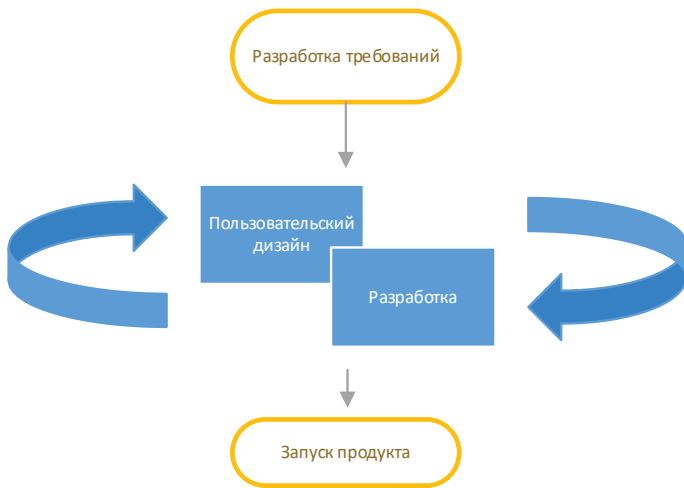 Разработка требований
Пользовательский
дизайн
Разработка
Запуск продукта